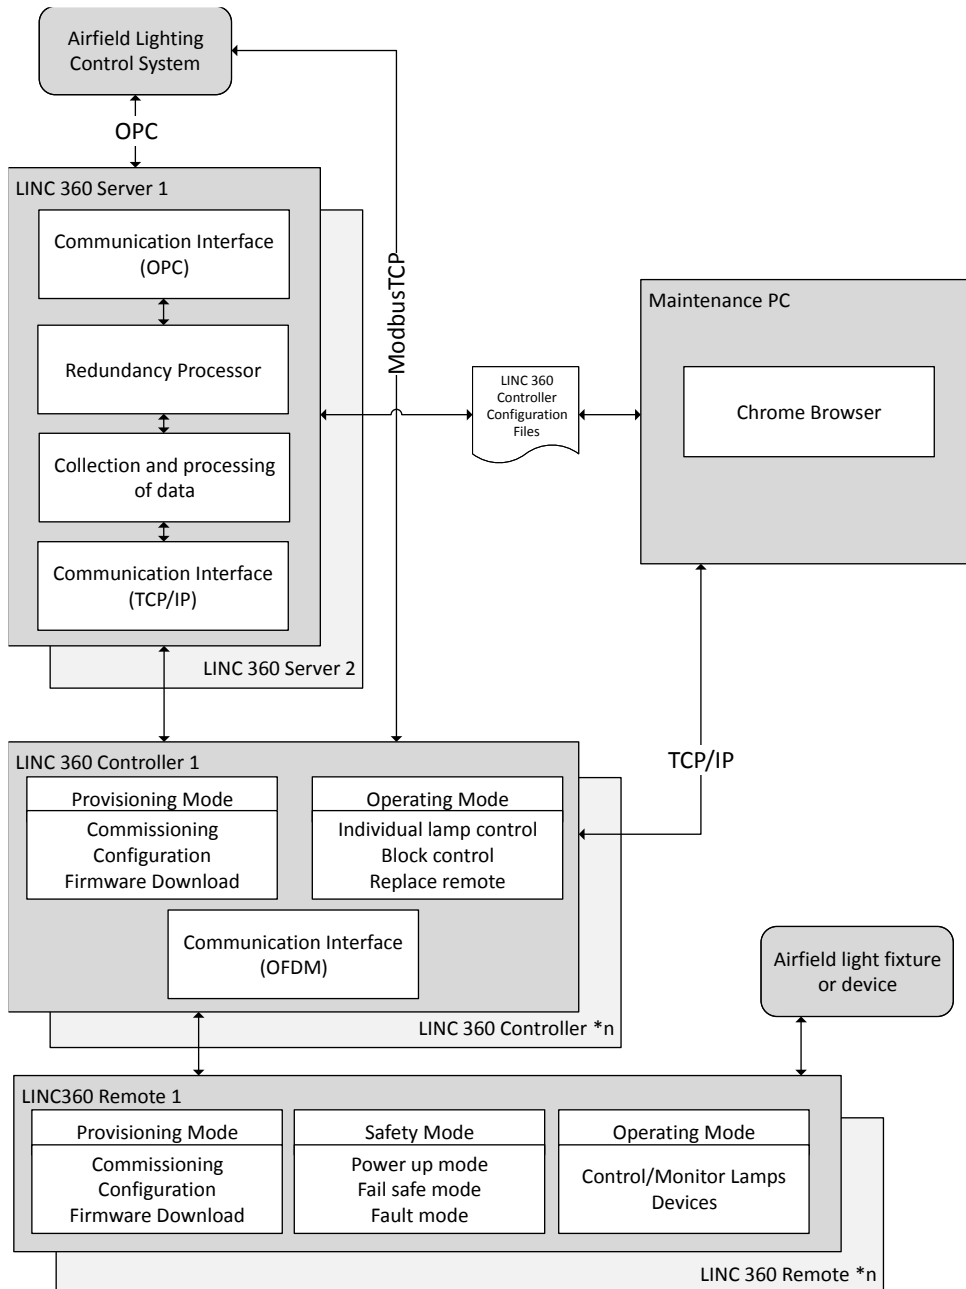 Airfield Lighting
Control System
OPC
LINC 360 Server 1
Communication Interface
(OPC)
Redundancy Processor
Collection and processing
of data
Communication Interface
(TCP/IP)
LINC 360 Server 2
ModbusTCP
LINC 360
Controller
Configuration
Files
Maintenance PC
Chrome Browser
TCP/IP
LINC 360 Controller 1
Provisioning Mode
Commissioning
Configuration
Firmware Download
Operating Mode
Individual lamp control
Block control
Replace remote
Communication Interface
(OFDM)
LINC 360 Controller *n
Airfield light fixture
or device
LINC360 Remote 1
Provisioning Mode
Commissioning
Configuration
Firmware Download
Safety Mode
Power up mode
Fail safe mode
Fault mode
Operating Mode
Control/Monitor Lamps
Devices
LINC 360 Remote *n